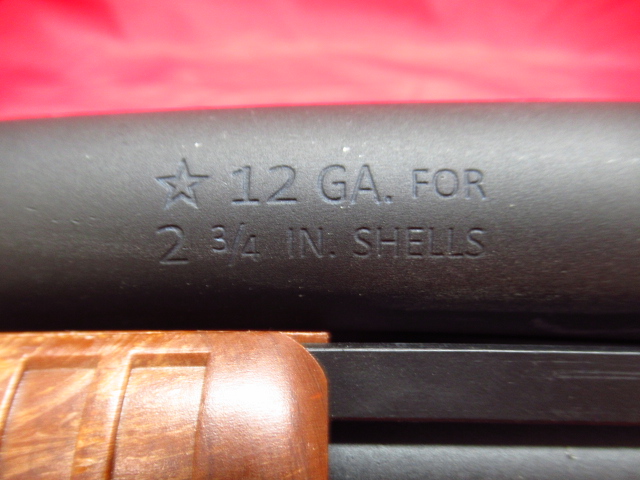 ☆ 12 GA. FOR
2 3/4 IN. SHELLS